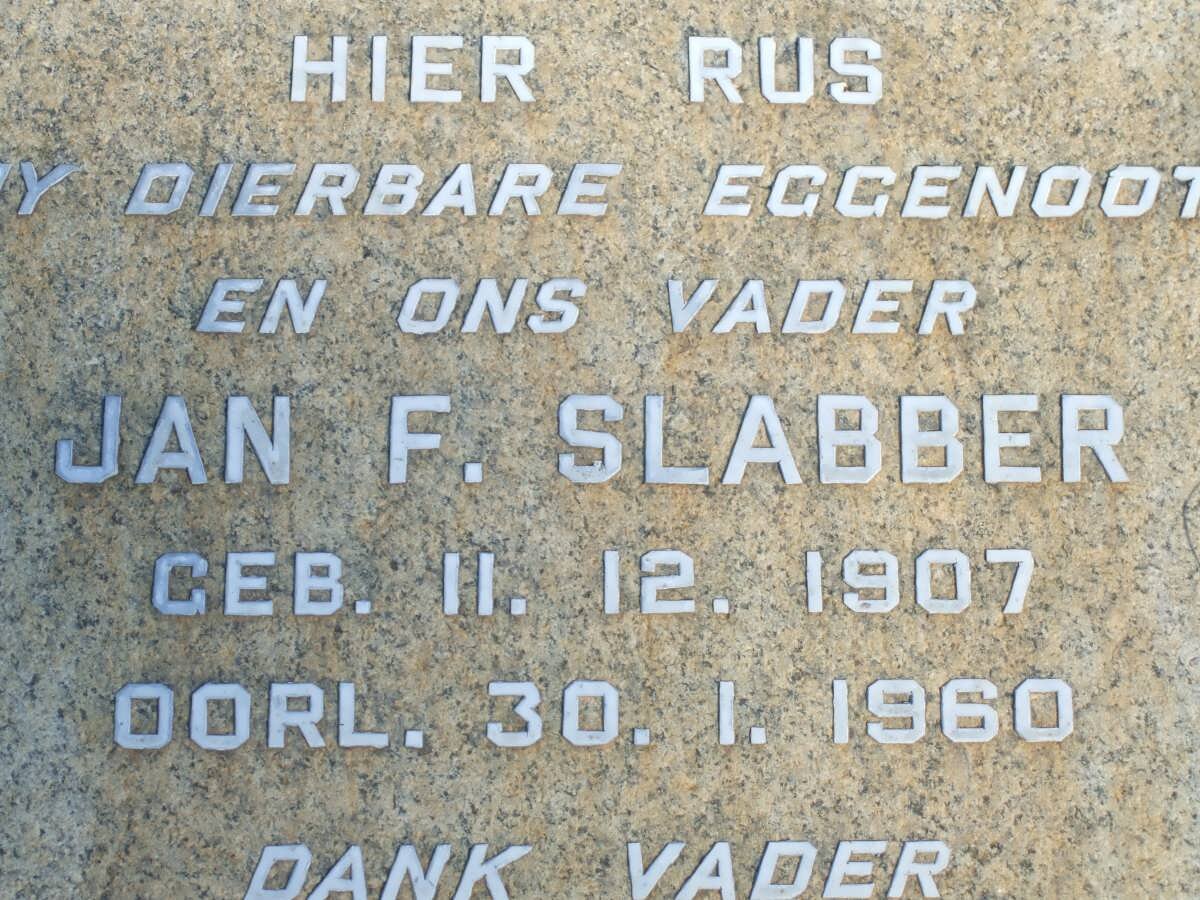 HIER RUS
MY DIERBARE EGGENOOT
EN ONS VADER
JAN F. SLABBER
GEB. 11. 12. 1907
OORL. 30. 1. 1960
DANK VADER